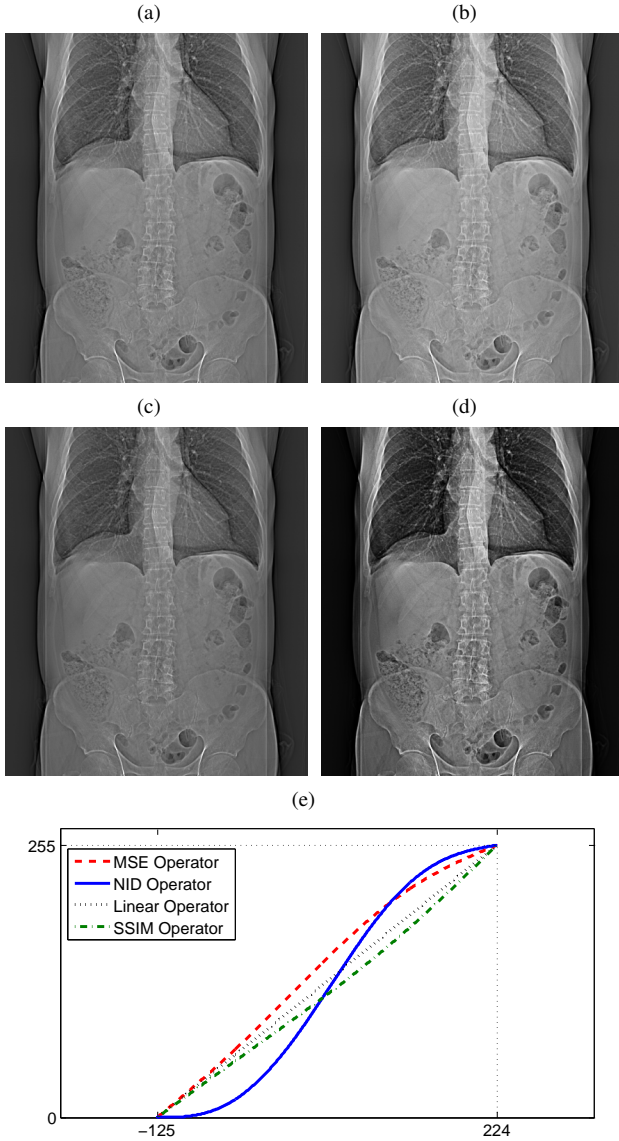 (a)
(b)
(c)
(d)
(e)
255
MSE Operator
NID Operator
Linear Operator
SSIM Operator
0
−125
224